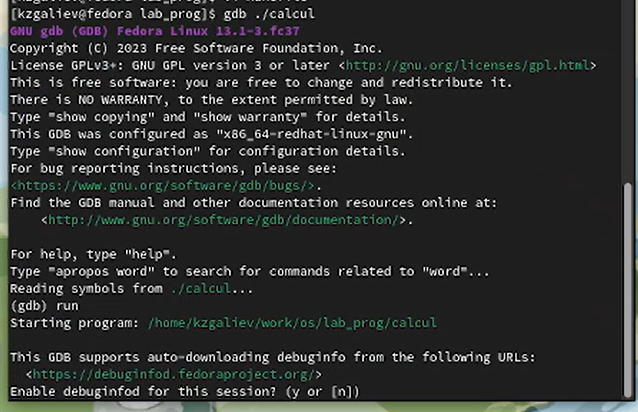 [kzgaliev@fedora lab_prog]$ gdb ./calcul
GNU gdb (GDB) Fedora Linux 13.1-3.fc37
Copyright (C) 2023 Free Software Foundation, Inc.
License GPLv3+: GNU GPL version 3 or later <http://gnu.org/licenses/gpl.html>
This is free software: you are free to change and redistribute it.
There is NO WARRANTY, to the extent permitted by law.
Type "show copying" and "show warranty" for details.
This GDB was configured as "x86_64-redhat-linux-gnu".
Type "show configuration" for configuration details.
For bug reporting instructions, please see:
<https://www.gnu.org/software/gdb/bugs/>.
Find the GDB manual and other documentation resources online at:
<http://www.gnu.org/software/gdb/documentation/>.
For help, type "help".
Type "apropos word" to search for commands related to "word"...
Reading symbols from ./calcul...
(gdb) run
Starting program: /home/kzgaliev/work/os/lab_prog/calcul
This GDB supports auto-downloading debuginfo from the following URLs:
<https://debuginfod.fedoraproject.org/>
Enable debuginfod for this session? (y or [n])